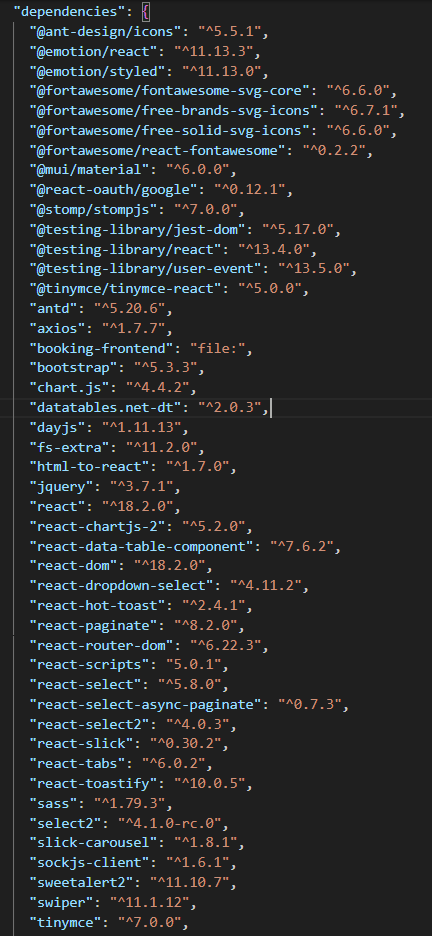 "dependencies": {
"@ant-design/icons": "^5.5.1",
"@emotion/react": "^11.13.3",
"@emotion/styled": "^11.13.0",
"@fortawesome/fontawesome-svg-core": "^6.6.0",
"@fortawesome/free-brands-svg-icons": "^6.7.1",
"@fortawesome/free-solid-svg-icons": "^6.6.0",
"@fortawesome/react-fontawesome": "^0.2.2",
"@mui/material": "^6.0.0",
"@react-oauth/google": "^0.12.1",
"@stomp/stompjs": "^7.0.0",
"@testing-library/jest-dom": "^5.17.0",
"@testing-library/react": "^13.4.0",
"@testing-library/user-event": "^13.5.0",
"@tinymce/tinymce-react": "^5.0.0",
"antd": "^5.20.6",
"axios": "^1.7.7",
"booking-frontend": "file:",
"bootstrap": "^5.3.3",
"chart.js": "^4.4.2",
"datatables.net-dt": "^2.0.3",
"dayjs": "^1.11.13",
"fs-extra": "^11.2.0",
"html-to-react": "^1.7.0",
"jquery": "^3.7.1",
"react": "^18.2.0",
"react-chartjs-2": "^5.2.0",
"react-data-table-component": "^7.6.2",
"react-dom": "^18.2.0",
"react-dropdown-select": "^4.11.2",
"react-hot-toast": "^2.4.1",
"react-paginate": "^8.2.0",
"react-router-dom": "^6.22.3",
"react-scripts": "5.0.1",
"react-select": "^5.8.0",
"react-select-async-paginate": "^0.7.3",
"react-select2": "^4.0.3",
"react-slick": "^0.30.2",
"react-tabs": "^6.0.2",
"react-toastify": "^10.0.5",
"sass": "^1.79.3",
"select2": "^4.1.0-rc.0",
"slick-carousel": "^1.8.1",
"sockjs-client": "^1.6.1",
"sweetalert2": "^11.10.7",
"swiper": "^11.1.12",
"tinymce": "^7.0.0",